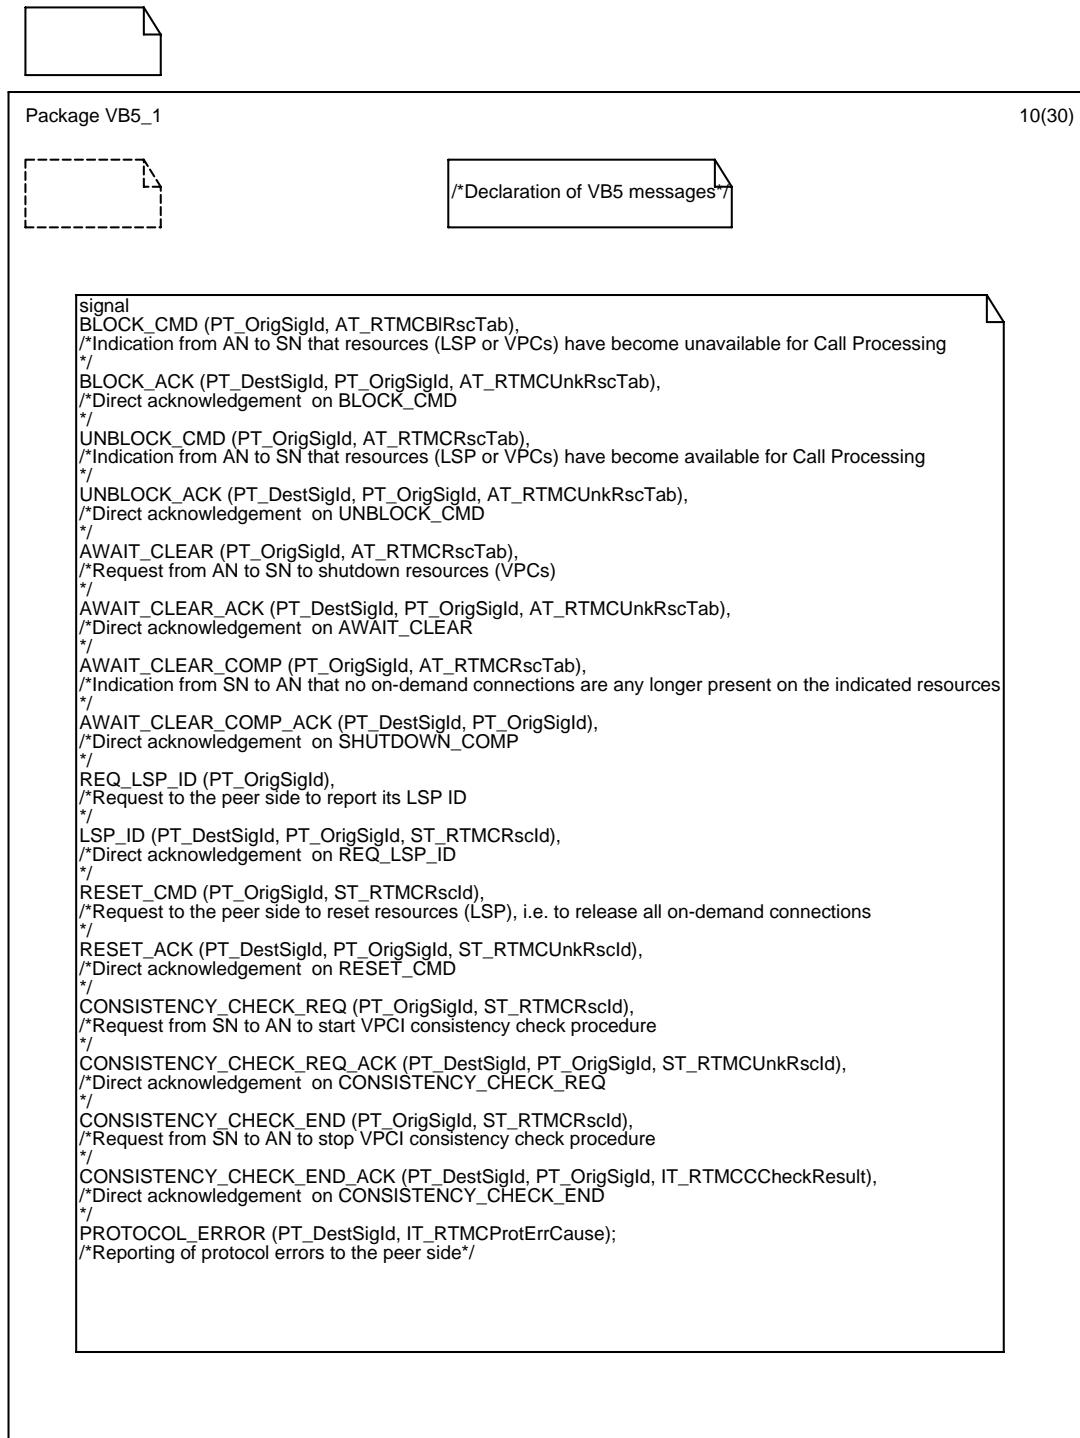 Package VB5_1
10(30)
/*Declaration of VB5 messages*/
signal
BLOCK_CMD (PT_OrigSigId, AT_RTMCBlRscTab),
/*Indication from AN to SN that resources (LSP or VPCs) have become unavailable for Call Processing
*/
BLOCK_ACK (PT_DestSigId, PT_OrigSigId, AT_RTMCUnkRscTab),
/*Direct acknowledgement  on BLOCK_CMD
*/
UNBLOCK_CMD (PT_OrigSigId, AT_RTMCRscTab),
/*Indication from AN to SN that resources (LSP or VPCs) have become available for Call Processing
*/
UNBLOCK_ACK (PT_DestSigId, PT_OrigSigId, AT_RTMCUnkRscTab),
/*Direct acknowledgement  on UNBLOCK_CMD
*/
AWAIT_CLEAR (PT_OrigSigId, AT_RTMCRscTab),
/*Request from AN to SN to shutdown resources (VPCs)
*/
AWAIT_CLEAR_ACK (PT_DestSigId, PT_OrigSigId, AT_RTMCUnkRscTab),
/*Direct acknowledgement  on AWAIT_CLEAR
*/
AWAIT_CLEAR_COMP (PT_OrigSigId, AT_RTMCRscTab),
/*Indication from SN to AN that no on-demand connections are any longer present on the indicated resources
*/
AWAIT_CLEAR_COMP_ACK (PT_DestSigId, PT_OrigSigId),
/*Direct acknowledgement  on SHUTDOWN_COMP
*/
REQ_LSP_ID (PT_OrigSigId),
/*Request to the peer side to report its LSP ID
*/
LSP_ID (PT_DestSigId, PT_OrigSigId, ST_RTMCRscId),
/*Direct acknowledgement  on REQ_LSP_ID
*/
RESET_CMD (PT_OrigSigId, ST_RTMCRscId),
/*Request to the peer side to reset resources (LSP), i.e. to release all on-demand connections
*/
RESET_ACK (PT_DestSigId, PT_OrigSigId, ST_RTMCUnkRscId),
/*Direct acknowledgement  on RESET_CMD
*/
CONSISTENCY_CHECK_REQ (PT_OrigSigId, ST_RTMCRscId),
/*Request from SN to AN to start VPCI consistency check procedure
*/
CONSISTENCY_CHECK_REQ_ACK (PT_DestSigId, PT_OrigSigId, ST_RTMCUnkRscId),
/*Direct acknowledgement  on CONSISTENCY_CHECK_REQ
*/
CONSISTENCY_CHECK_END (PT_OrigSigId, ST_RTMCRscId),
/*Request from SN to AN to stop VPCI consistency check procedure
*/
CONSISTENCY_CHECK_END_ACK (PT_DestSigId, PT_OrigSigId, IT_RTMCCCheckResult),
/*Direct acknowledgement  on CONSISTENCY_CHECK_END
*/
PROTOCOL_ERROR (PT_DestSigId, IT_RTMCProtErrCause);
/*Reporting of protocol errors to the peer side*/